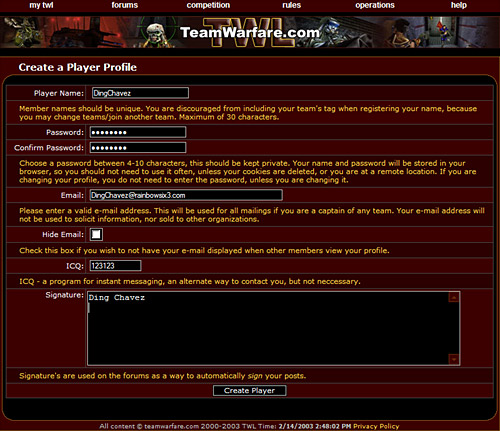 my twl forums competition rules operations help
TWL
TeamWarfare.com
Create a Player Profile
Player Name: DingChavez
Member names should be unique. You are discouraged from including your team's tag when registering your name, because
you may change teams/join another team. Maximum of 30 characters.
Password: ••••••••
Confirm Password: ••••••••
Choose a password between 4-10 characters, this should be kept private. Your name and password will be stored in your
browser, so you should not need to use it often, unless your cookies are deleted, or you are at a remote location. If you are
changing your profile, you do not need to enter the password, unless you are changing it.
Email: DingChavez@rainbowsix3.com
Please enter a valid e-mail address. This will be used for all mailings if you are a captain of any team. Your e-mail address will
not be used to solicit information, nor sold to other organizations.
Hide Email:
Check this box if you wish to not have your e-mail displayed when other members view your profile.
ICQ: 123123
ICQ - a program for instant messaging, an alternate way to contact you, but not neccessary.
Signature: Ding Chavez
Signature's are used on the forums as a way to automatically sign your posts.
Create Player
All content © teamwarfare.com 2000-2003 TWL Time: 2/14/2003 2:48:02 PM Privacy Policy